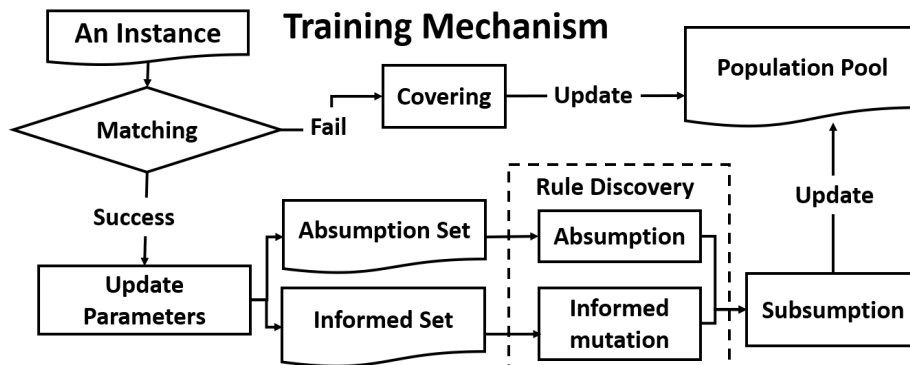 Training Mechanism
An Instance
Matching
Fail
Covering
Update
Population Pool
Success
Update
Parameters
Absumption Set
Informed Set
Rule Discovery
Absumption
Informed
mutation
Subsumption
Update